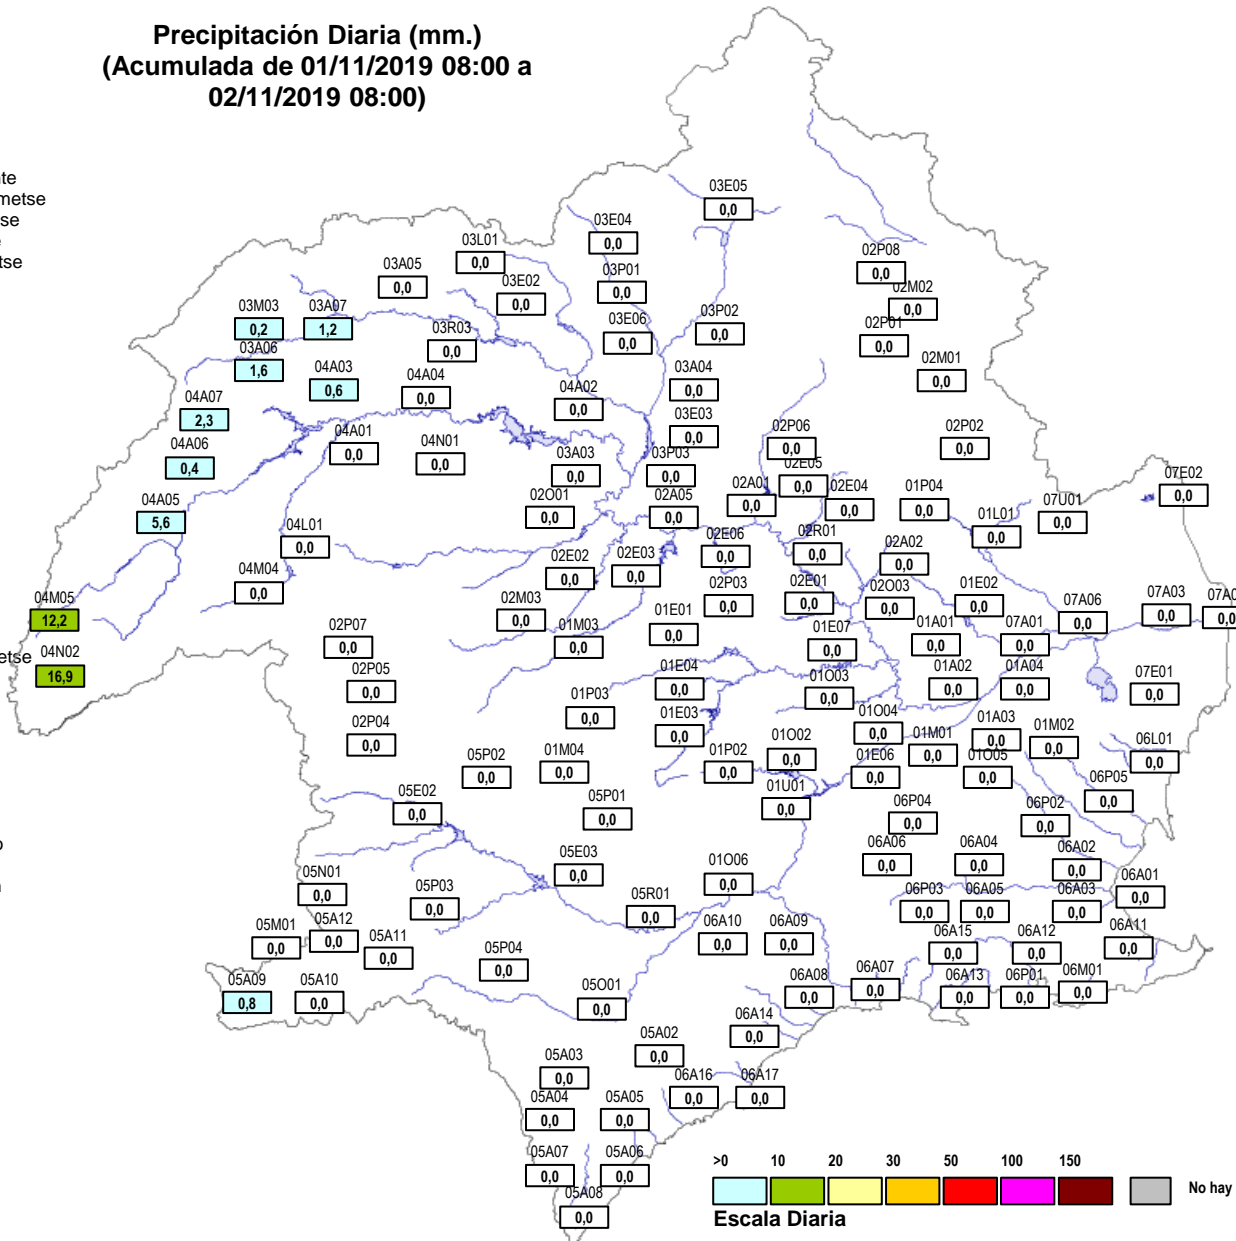 Precipitación Diaria (mm.)
(Acumulada de 01/11/2019 08:00 a
02/11/2019 08:00)
03E05
0,0
03E04
0,0
03L01
0,0
02P08
0,0
03A05
0,0
03P01
0,0
03E02
0,0
02M02
0,0
03M03
0,2
03A07
1,2
03E06
0,0
03P02
0,0
03R03
0,0
02P01
0,0
03A06
1,6
04A03
0,6
04A04
0,0
04A02
0,0
03A04
0,0
02M01
0,0
04A07
2,3
03E03
0,0
04A01
0,0
04N01
0,0
02P06
0,0
02P02
0,0
04A06
0,4
03A03
0,0
03P03
0,0
02E05
0,0
07E02
0,0
04A05
5,6
02O01
0,0
02A05
0,0
02A01
0,0
02E04
0,0
01P04
0,0
07U01
0,0
01L01
0,0
04L01
0,0
02E06
0,0
02R01
0,0
02A02
0,0
04M04
0,0
02E02
0,0
02E03
0,0
02P03
0,0
02E01
0,0
02O03
0,0
01E02
0,0
07A06
0,0
07A03
0,0
07A0
0,0
04M05
12,2
02M03
0,0
01E01
0,0
02P07
0,0
01M03
0,0
01E07
0,0
01A01
0,0
07A01
0,0
etse
04N02
16,9
02P05
0,0
01E04
0,0
01O03
0,0
01A02
0,0
01A04
0,0
07E01
0,0
01P03
0,0
01E03
0,0
01O04
0,0
01M01
0,0
01A03
0,0
01M02
0,0
02P04
0,0
05P02
0,0
01M04
0,0
01P02
0,0
01O02
0,0
01E06
0,0
01O05
0,0
06L01
0,0
05E02
0,0
05P01
0,0
01U01
0,0
06P04
0,0
06P02
0,0
06P05
0,0
05E03
0,0
01O06
0,0
06A06
0,0
06A04
0,0
06A02
0,0
05N01
0,0
05P03
0,0
05R01
0,0
06P03
0,0
06A05
0,0
06A03
0,0
06A01
0,0
05M01
0,0
05A12
0,0
05A11
0,0
05P04
0,0
06A10
0,0
06A09
0,0
06A15
0,0
06A12
0,0
06A11
0,0
05A09
0,8
05A10
0,0
05O01
0,0
06A08
0,0
06A07
0,0
06A13
0,0
06P01
0,0
06M01
0,0
05A02
0,0
06A14
0,0
05A03
0,0
06A16
0,0
06A17
0,0
05A04
0,0
05A05
0,0
05A07
0,0
05A06
0,0
05A08
0,0
>0 10 20 30 50 100 150
No hay
Escala Diaria